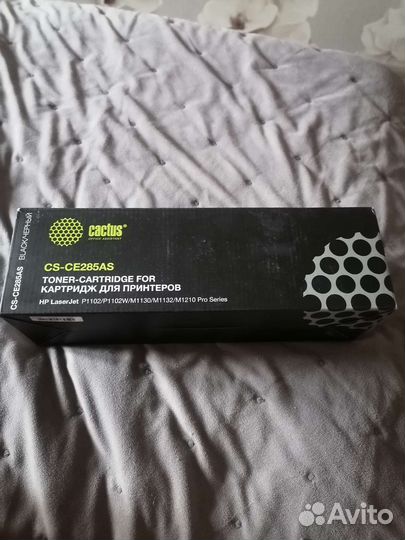 CS-CE285AS
BLACK/ЧЕРНЫЙ
cactus
OFFICE ASSISTANT
CS-CE285AS
TONER-CARTRIDGE FOR
КАРТРИДЖ ДЛЯ ПРИНТЕРОВ
HP LaserJet P1102/P1102W/M1130/M1132/M1210 Pro Series
Avito